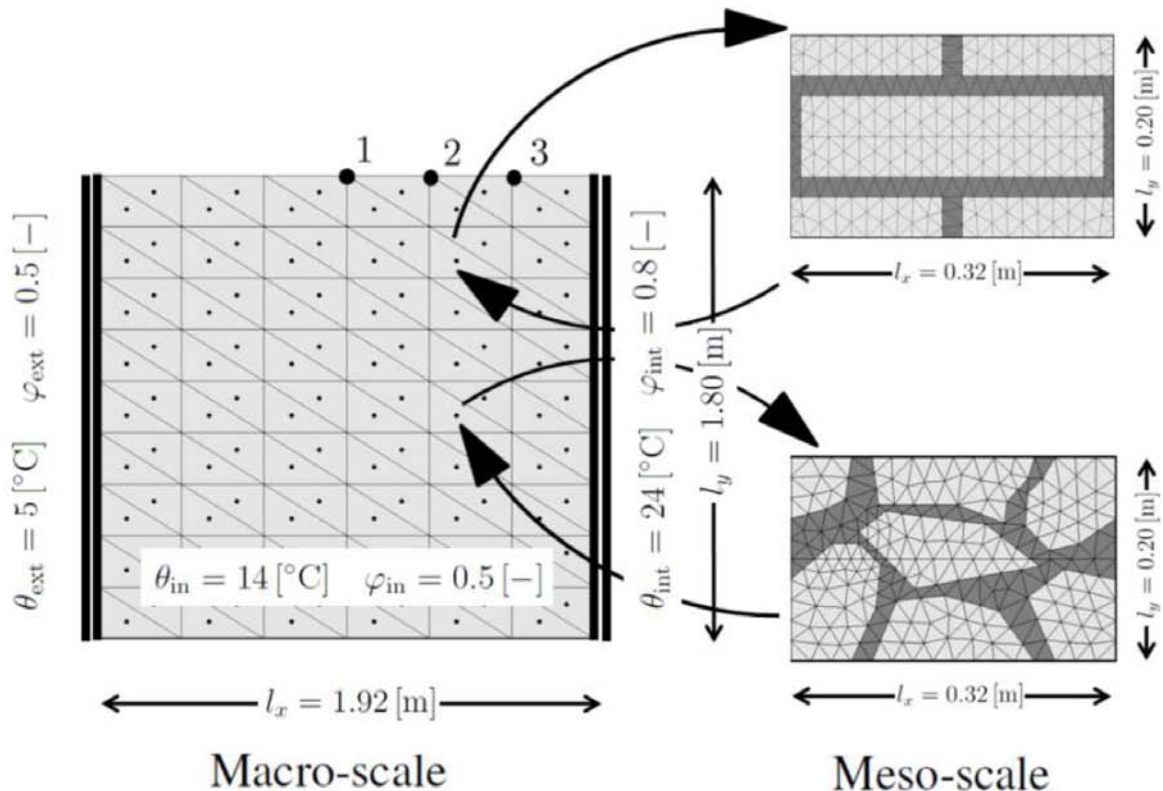 1 2 3
φext = 0.5 [−]
θext = 5 [°C]
θin = 14 [°C] φin = 0.5 [−]
lx = 1.92 [m]
Macro-scale
φint = 0.8 [−]
θint = 24 [°C]
ly = 1.80 [m]
ly = 0.20 [m]
lx = 0.32 [m]
ly = 0.20 [m]
lx = 0.32 [m]
Meso-scale